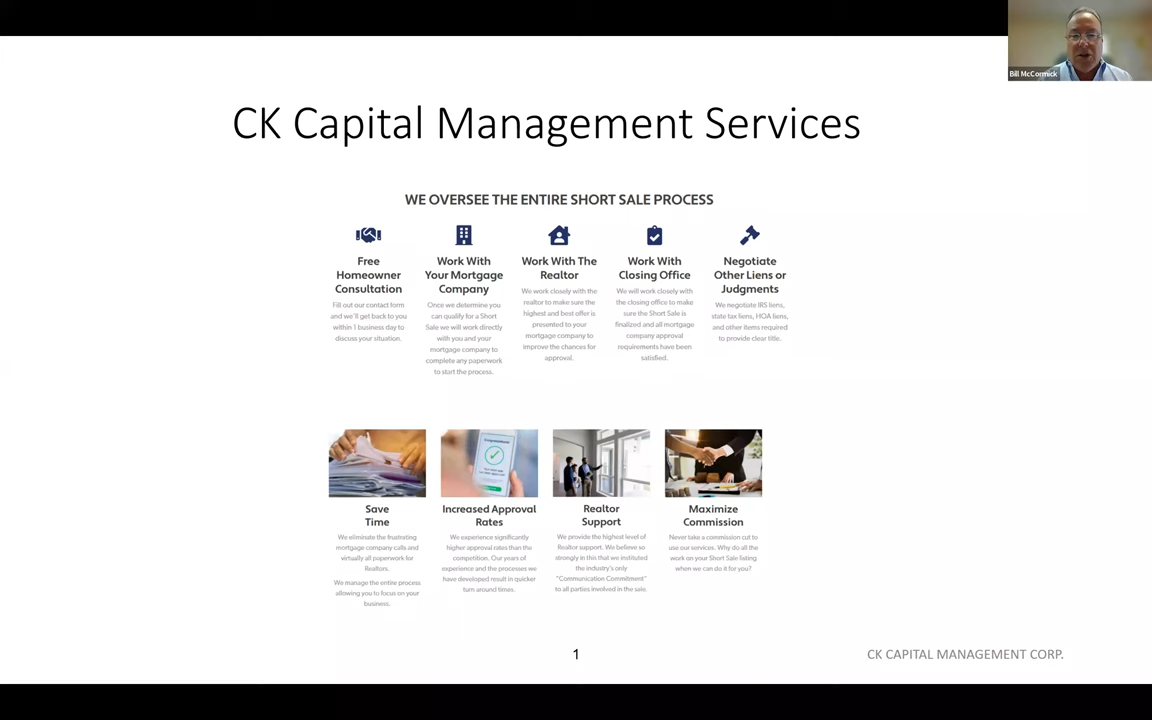 Bill McCormick
CK Capital Management Services
WE OVERSEE THE ENTIRE SHORT SALE PROCESS
Free
Homeowner
Consultation
Fill out our contact form
and we'll get back to you
within 1 business day to
discuss your situation.
Work With
Your Mortgage
Company
Once we determine you
can qualify for a Short
Sale we will work directly
with you and your
mortgage company to
complete any paperwork
to start the process.
Work With The
Realtor
We work closely with the
realtor to make sure the
highest and best offer is
presented to your
mortgage company to
improve the chances for
approval.
Work With
Closing Office
We will work closely with
the closing office to make
sure the Short Sale is
finalized and all mortgage
company approval
requirements have been
satisfied.
Negotiate
Other Liens or
Judgments
We negotiate IRS liens,
state tax liens, HOA liens,
and other items required
to provide clear title.
Save
Time
We eliminate the frustrating
mortgage company calls and
virtually all paperwork for
Realtors.
We manage the entire process
allowing you to focus on your
business.
Increased Approval
Rates
We experience significantly
higher approval rates than the
competition. Our years of
experience and the processes we
have developed result in quicker
turn around times.
Realtor
Support
We provide the highest level of
Realtor support. We believe so
strongly in this that we instituted
the industry's only
"Communication Commitment"
to all parties involved in the sale.
Maximize
Commission
Never take a commission cut to
use our services. Why do all the
work on your Short Sale listing
when we can do it for you?
1
CK CAPITAL MANAGEMENT CORP.